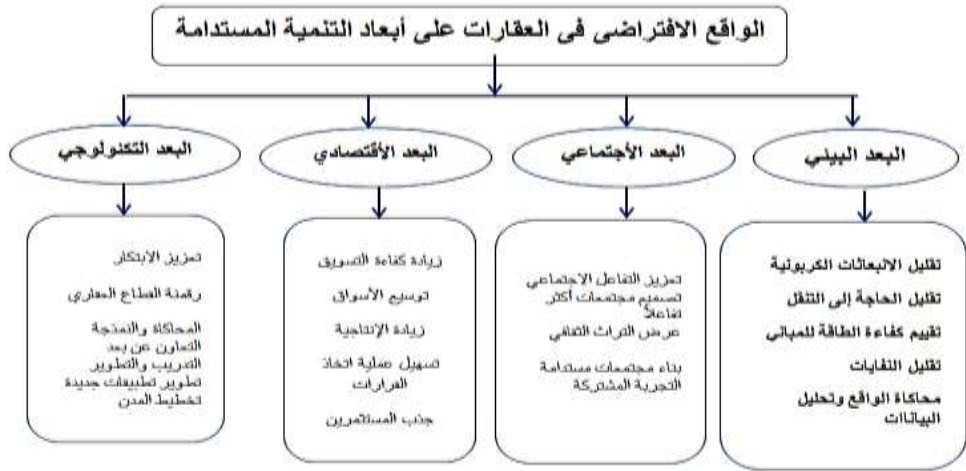 الواقع الافتراضى فى العقارات على أبعاد التنمية المستدامة
البعد البيئي
البعد الأجتماعي
البعد الأقتصادي
البعد التكنولوجي
تقليل الانبعاثات الكربونية
تقليل الحاجة إلى التنقل
تقييم كفاءة الطاقة للمباني
تقليل النفايات
محاكاة الواقع وتحليل
البياناات
تعزيز التفاعل الاجتماعي
تصميم مجتمعات أكثر
تفاعلاً
عرض التراث الثقافي
بناء مجتمعات مستدامة
التجربة المشتركة
زيادة كفاءة التسويق
توسيع الأسواق
زيادة الإنتاجية
تسهيل عملية اتخاذ
القرارات
جذب المستثمرين
تعزيز الابتكار
رقمنة القطاع العقاري
المحاكاة والنمذجة
التعاون عن بعد
التدريب والتطوير
تطوير تطبيقات جديدة
تخطيط المدن